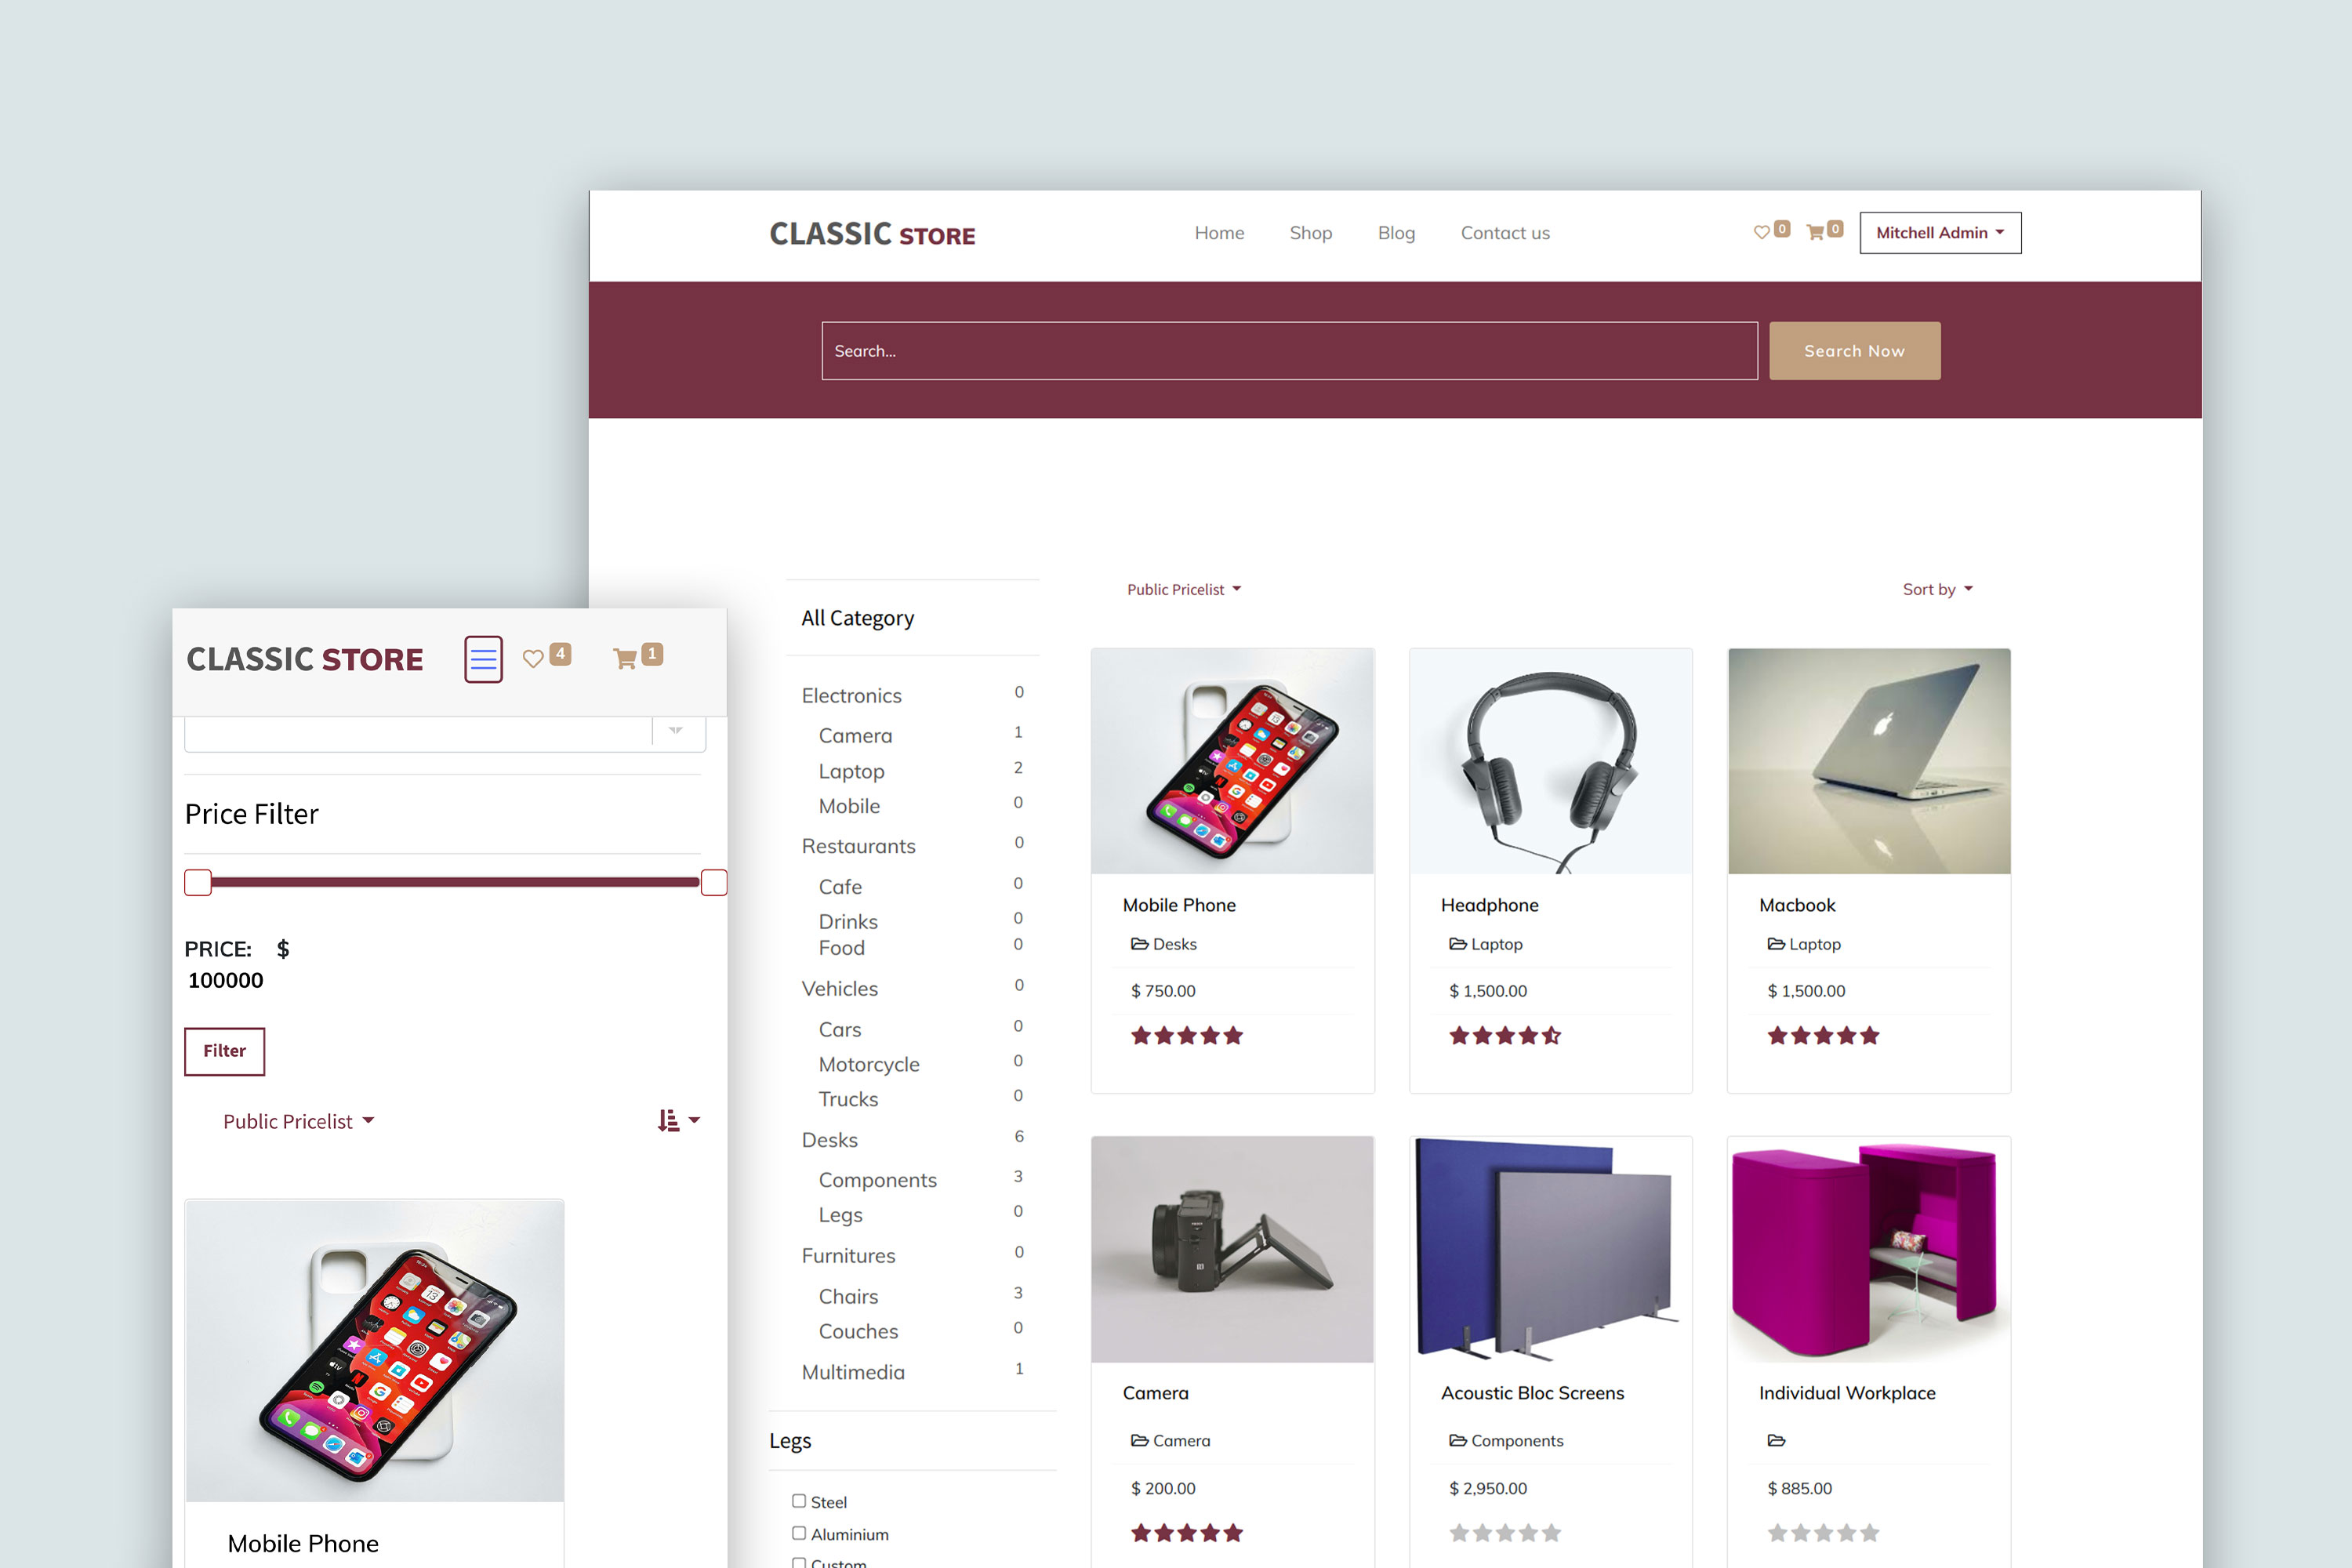 CLASSIC STORE
Home Shop Blog Contact us
0 0 Mitchell Admin
Search...
Search Now
All Category
Electronics 0
Camera 1
Laptop 2
Mobile 0
Restaurants 0
Cafe 0
Drinks 0
Food 0
Vehicles 0
Cars 0
Motorcycle 0
Trucks 0
Desks 6
Components 3
Legs 0
Furnitures 0
Chairs 3
Couches 0
Multimedia 1
Legs
Steel
Aluminium
Custom
Public Pricelist
Sort by
Mobile Phone
Desks
$ 750.00
Headphone
Laptop
$ 1,500.00
Macbook
Laptop
$ 1,500.00
Camera
Camera
$ 200.00
Acoustic Bloc Screens
Components
$ 2,950.00
Individual Workplace
$ 885.00
CLASSIC STORE
4 1
Price Filter
PRICE: $
100000
Filter
Public Pricelist
Mobile Phone